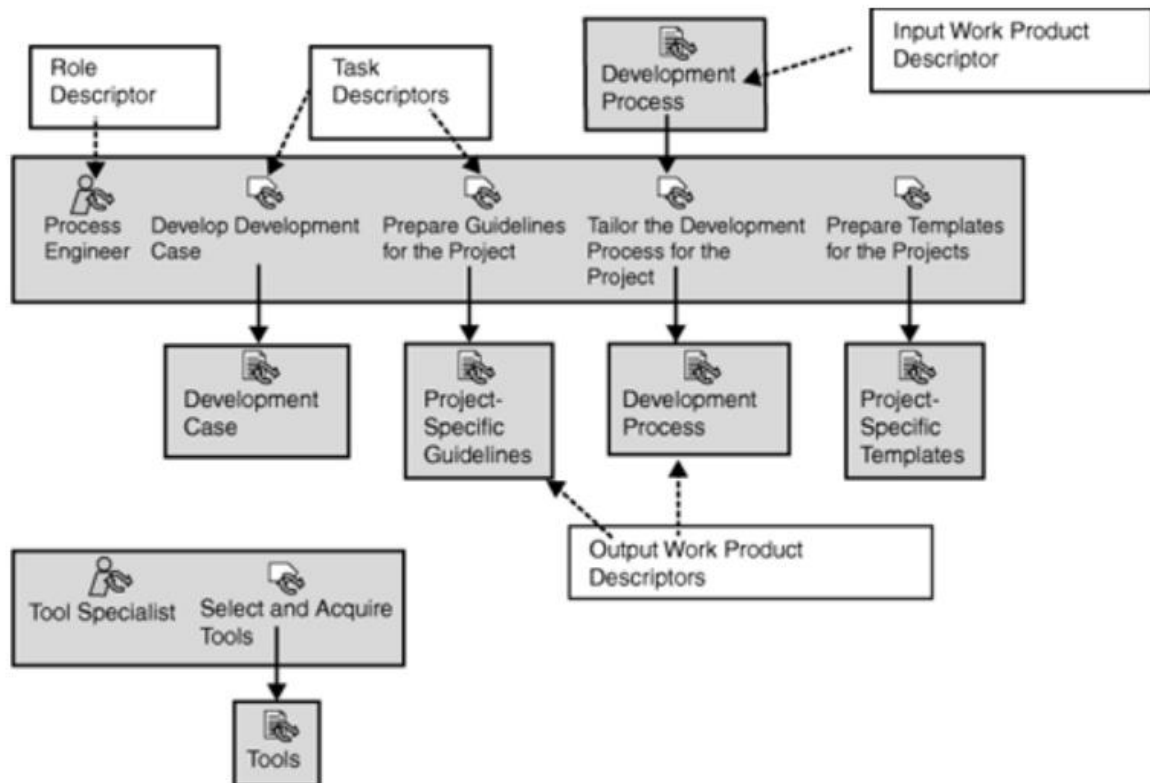 Input Work Product
Descriptor
Role
Descriptor
Task
Descriptors
Development
Process
Process
Engineer
Develop Development
Case
Prepare Guidelines
for the Project
Tailor the Development
Process for the
Project
Prepare Templates
for the Projects
Development
Case
Project-
Specific
Guidelines
Development
Process
Project-
Specific
Templates
Output Work Product
Descriptors
Tool Specialist
Select and Acquire
Tools
Tools